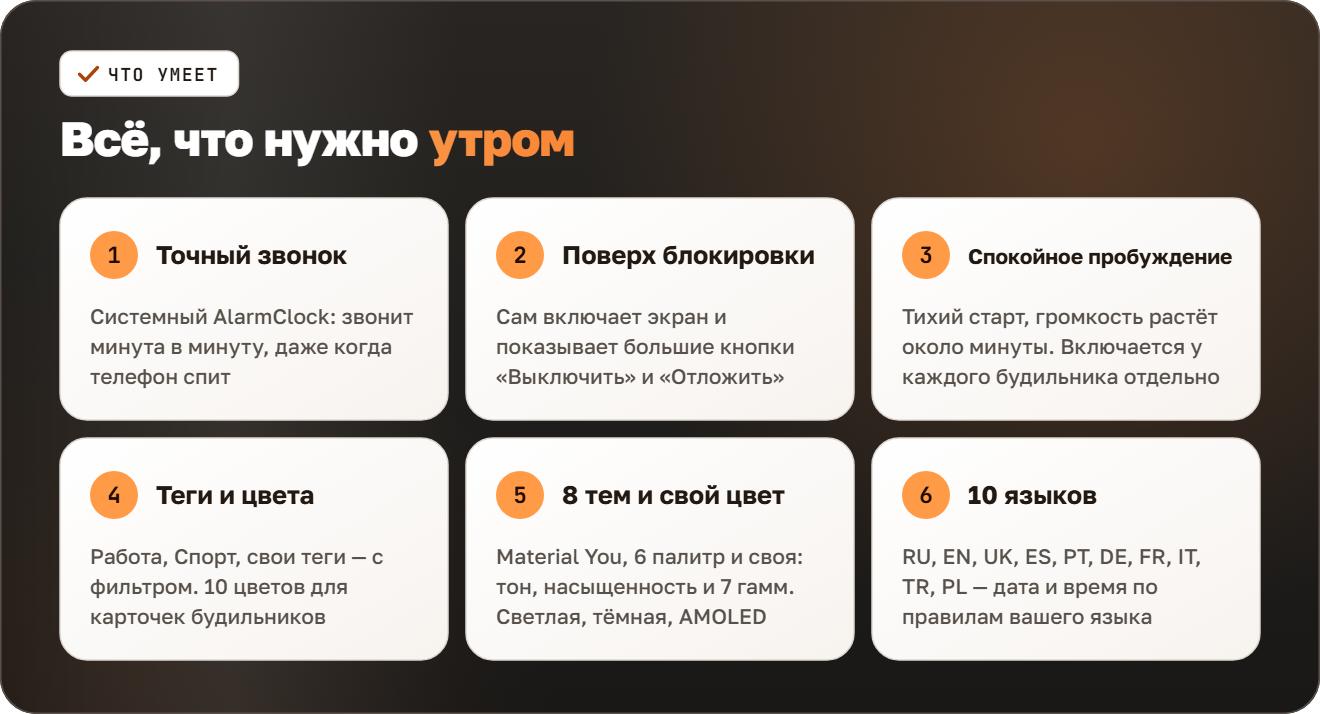 ЧТО УМЕЕТ
Всё, что нужно утром
1 Точный звонок
Системный AlarmClock: звонит
минута в минуту, даже когда
телефон спит
2 Поверх блокировки
Сам включает экран и
показывает большие кнопки
«Выключить» и «Отложить»
3 Спокойное пробуждение
Тихий старт, громкость растёт
около минуты. Включается у
каждого будильника отдельно
4 Теги и цвета
Работа, Спорт, свои теги — с
фильтром. 10 цветов для
карточек будильников
5 8 тем и свой цвет
Material You, 6 палитр и своя:
тон, насыщенность и 7 гамм.
Светлая, тёмная, AMOLED
6 10 языков
RU, EN, UK, ES, PT, DE, FR, IT,
TR, PL — дата и время по
правилам вашего языка